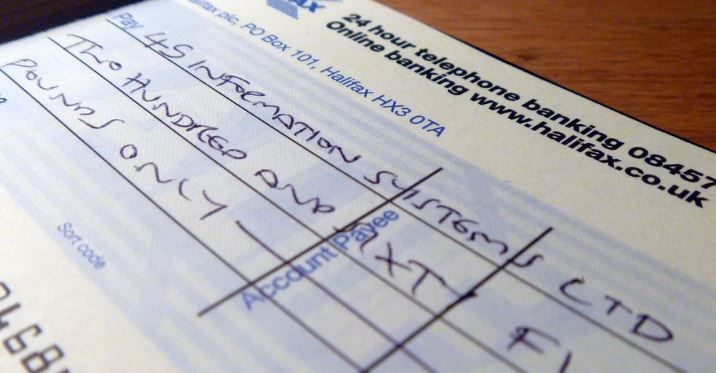 24 hour telephone banking 08457
Online banking www.halifax.co.uk
Halifax plc, PO Box 101, Halifax HX3 0TA
Pay 4S INFORMATION SYSTEMS LTD
TWO HUNDRED AND SIXTY
POUNDS ONLY
Account Payee
Sort code